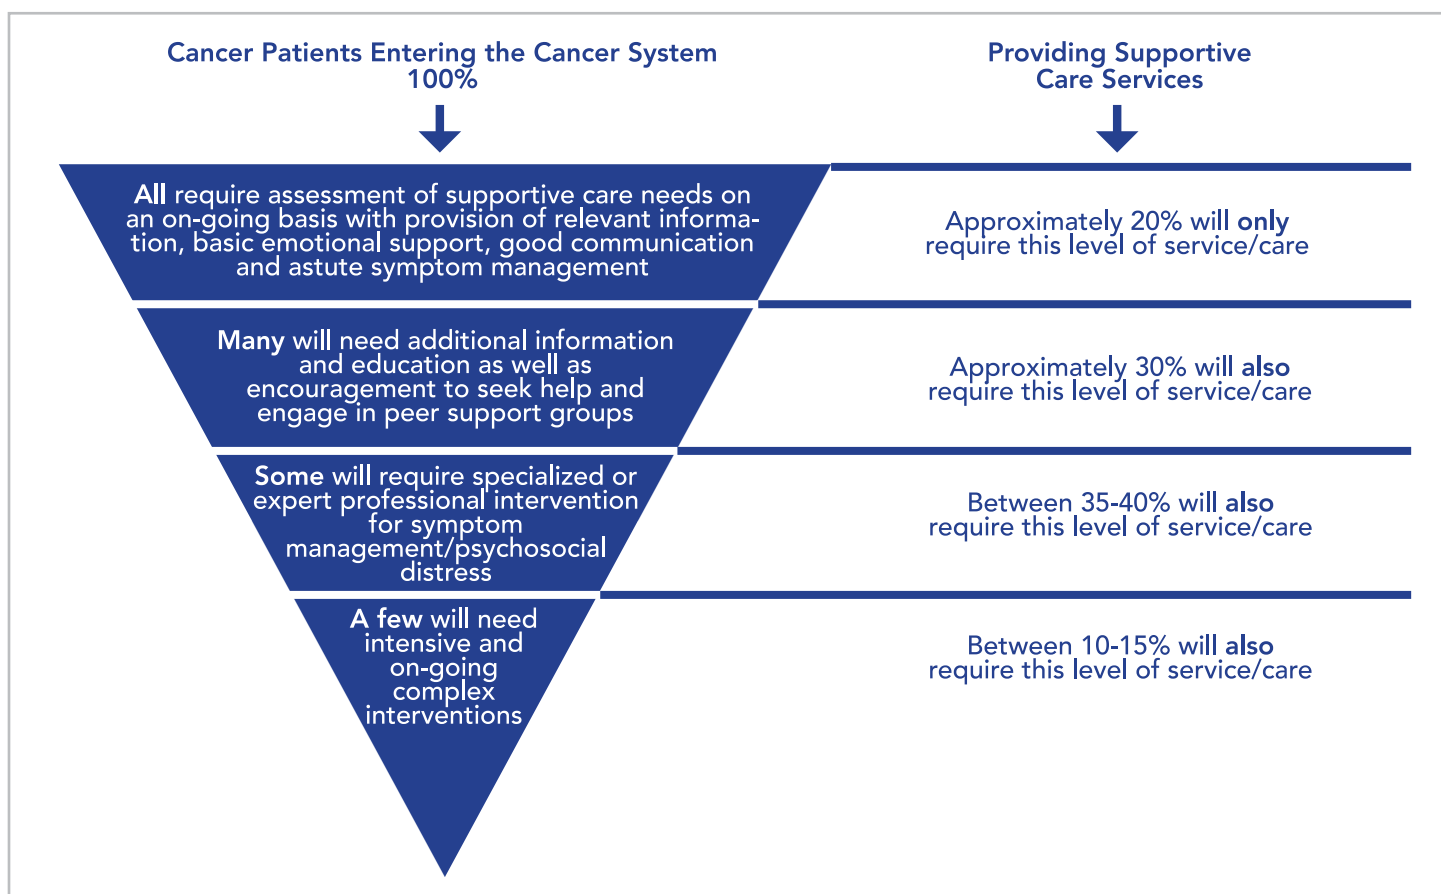 Cancer Patients Entering the Cancer System
100%
Providing Supportive
Care Services
All require assessment of supportive care needs on
an on-going basis with provision of relevant informa-
tion, basic emotional support, good communication
and astute symptom management
Approximately 20% will only
require this level of service/care
Many will need additional information
and education as well as
encouragement to seek help and
engage in peer support groups
Approximately 30% will also
require this level of service/care
Some will require specialized or
expert professional intervention
for symptom
management/psychosocial
distress
Between 35-40% will also
require this level of service/care
A few will need
intensive and
on-going
complex
interventions
Between 10-15% will also
require this level of service/care